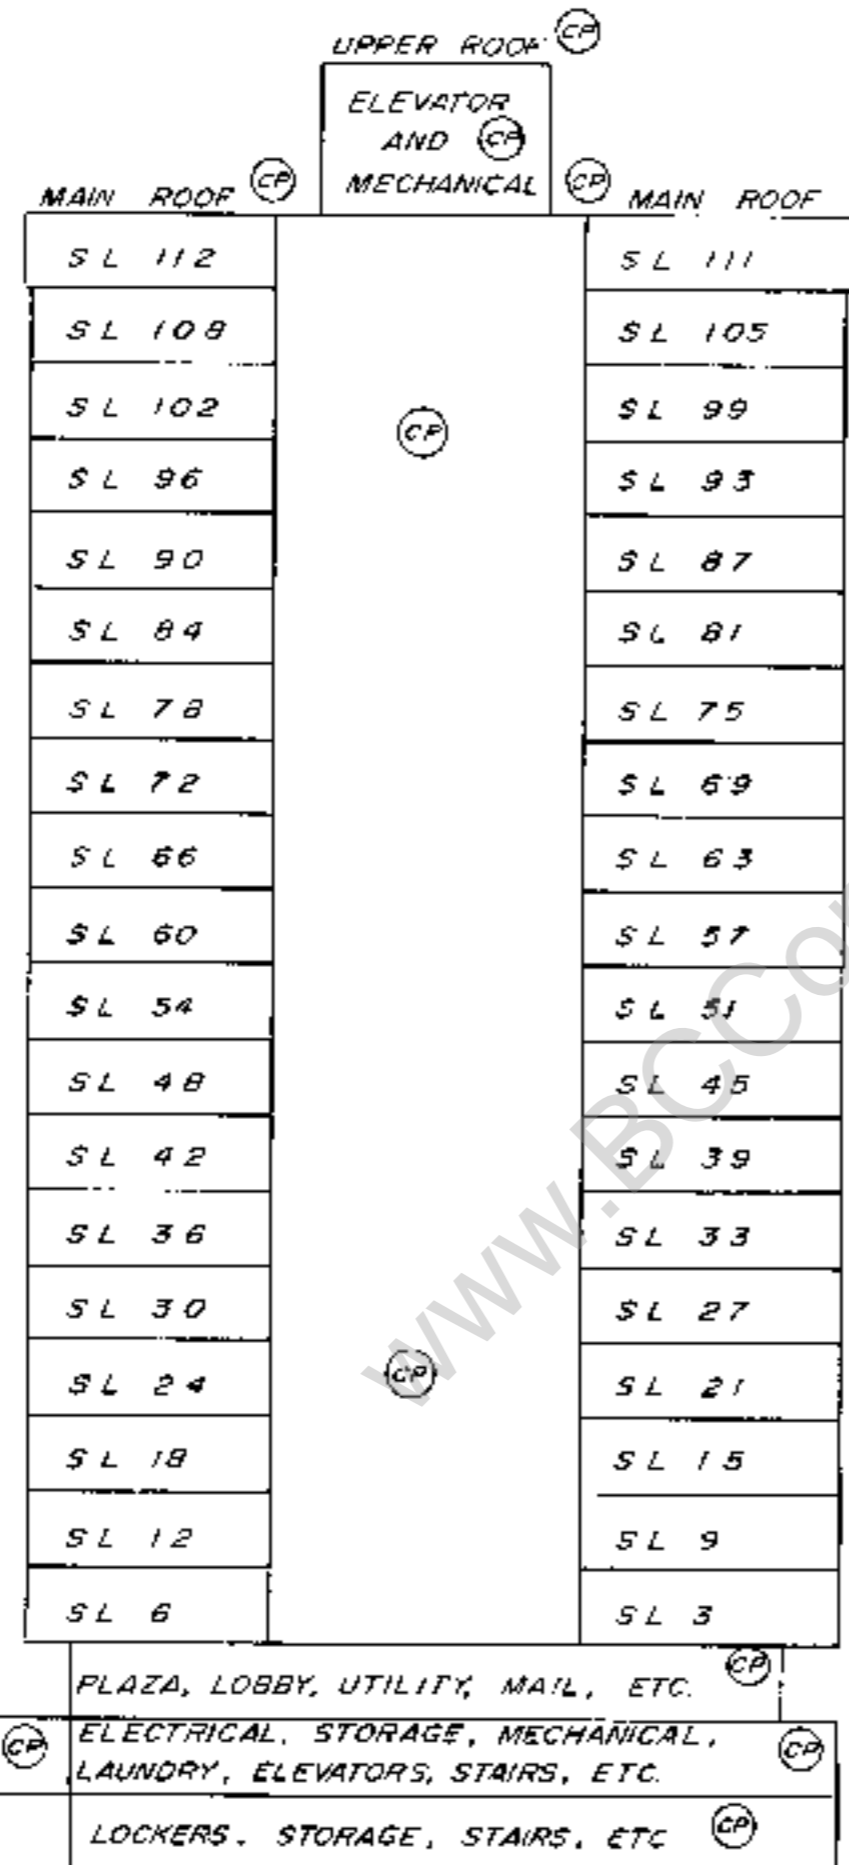 UPPER ROOF CP
ELEVATOR
AND CP
MECHANICAL
MAIN ROOF CP CP MAIN ROOF
SL 112 SL 111
SL 108 SL 105
SL 102 SL 99
CP
SL 96 SL 93
SL 90 SL 87
SL 84 SL 81
SL 78 SL 75
SL 72 SL 69
SL 66 SL 63
SL 60 SL 57
SL 54 SL 51
SL 48 SL 45
SL 42 SL 39
SL 36 SL 33
SL 30 SL 27
SL 24 CP SL 21
SL 18 SL 15
SL 12 SL 9
SL 6 SL 3
PLAZA, LOBBY, UTILITY, MAIL, ETC. CP
CP ELECTRICAL, STORAGE, MECHANICAL, CP
LAUNDRY, ELEVATORS, STAIRS, ETC.
LOCKERS, STORAGE, STAIRS, ETC CP
www.BCCo